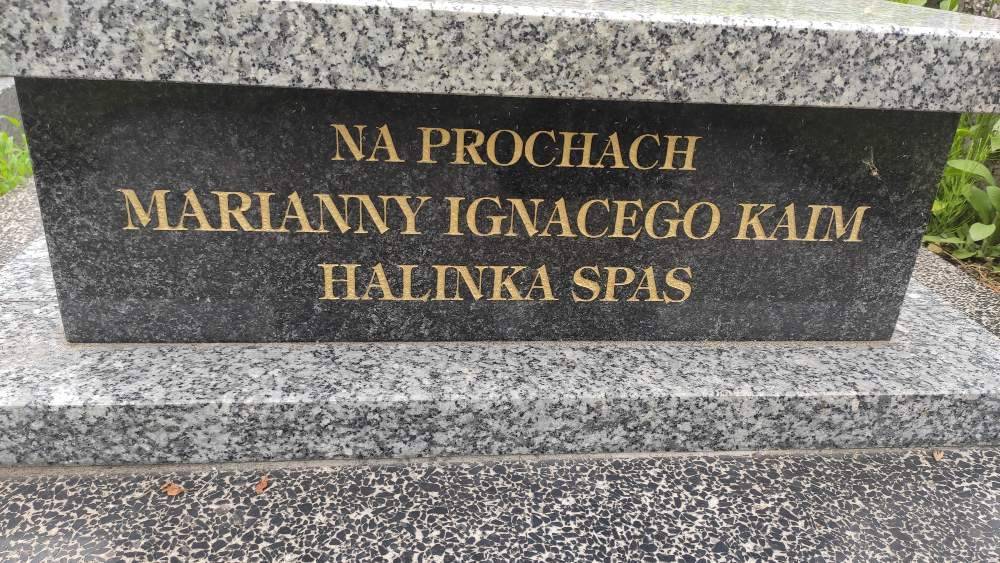 NA PROCHACH
MARIANNY IGNACEGO KAIM
HALINKA SPAS